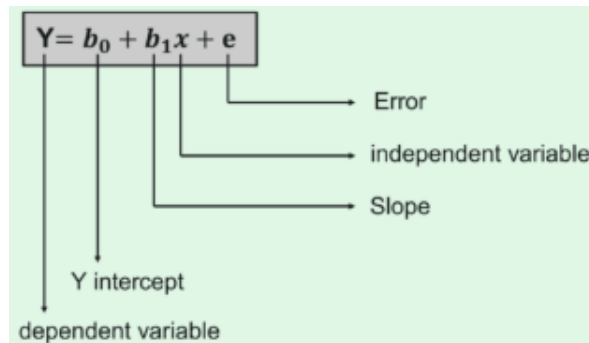 Y= b₀ + b₁x + e
Error
independent variable
Slope
Y intercept
dependent variable